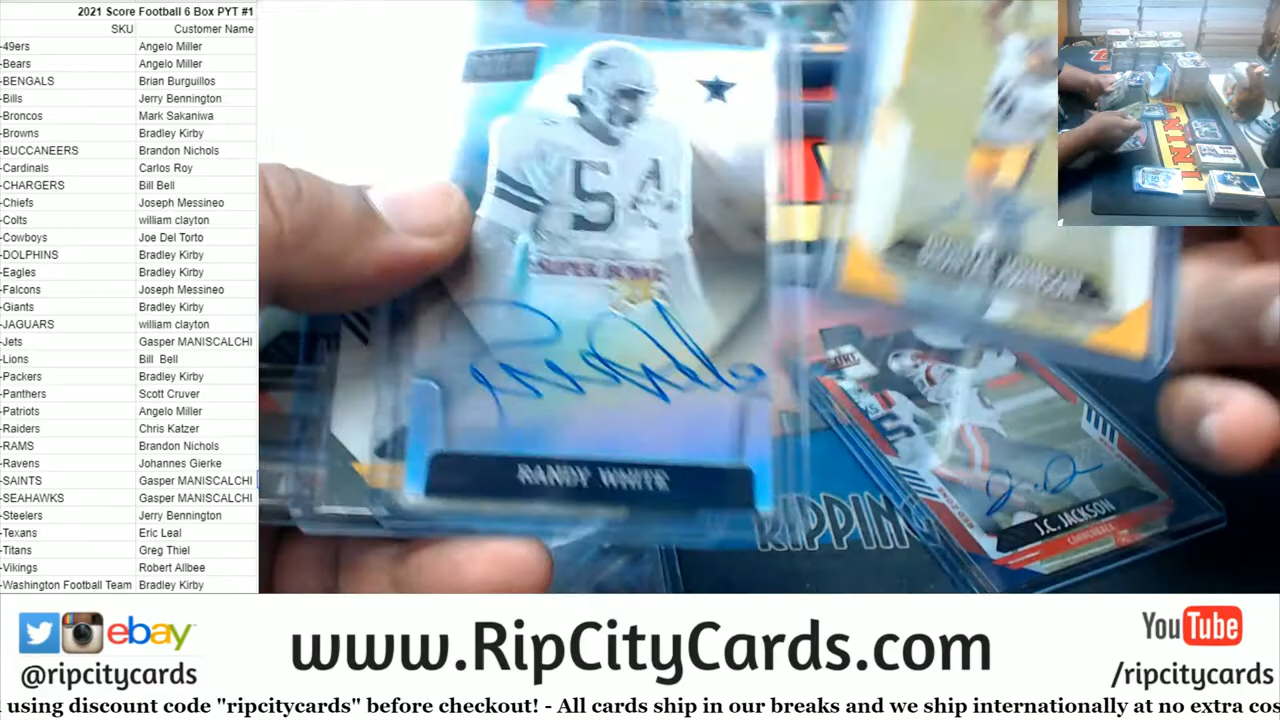 2021 Score Football 6 Box PYT #1
SKU Customer Name
-49ers Angelo Miller
-Bears Angelo Miller
-BENGALS Brian Burguillos
-Bills Jerry Bennington
-Broncos Mark Sakaniwa
-Browns Bradley Kirby
-BUCCANEERS Brandon Nichols
-Cardinals Carlos Roy
-CHARGERS Bill Bell
-Chiefs Joseph Messineo
-Colts william clayton
-Cowboys Joe Del Torto
-DOLPHINS Bradley Kirby
-Eagles Bradley Kirby
-Falcons Joseph Messineo
-Giants Bradley Kirby
-JAGUARS william clayton
-Jets Gasper MANISCALCHI
-Lions Bill Bell
-Packers Bradley Kirby
-Panthers Scott Cruver
-Patriots Angelo Miller
-Raiders Chris Katzer
-RAMS Brandon Nichols
-Ravens Johannes Gierke
-SAINTS Gasper MANISCALCHI
-SEAHAWKS Gasper MANISCALCHI
-Steelers Jerry Bennington
-Texans Eric Leal
-Titans Greg Thiel
-Vikings Robert Allbee
-Washington Football Team Bradley Kirby
54
SUPER BOWL
RANDY WHITE
SCORE
J.C. JACKSON
CORNERBACK
RIPPING
PANINI
ebay
@ripcitycards
www.RipCityCards.com
YouTube
/ripcitycards
using discount code "ripcitycards" before checkout! - All cards ship in our breaks and we ship internationally at no extra cos